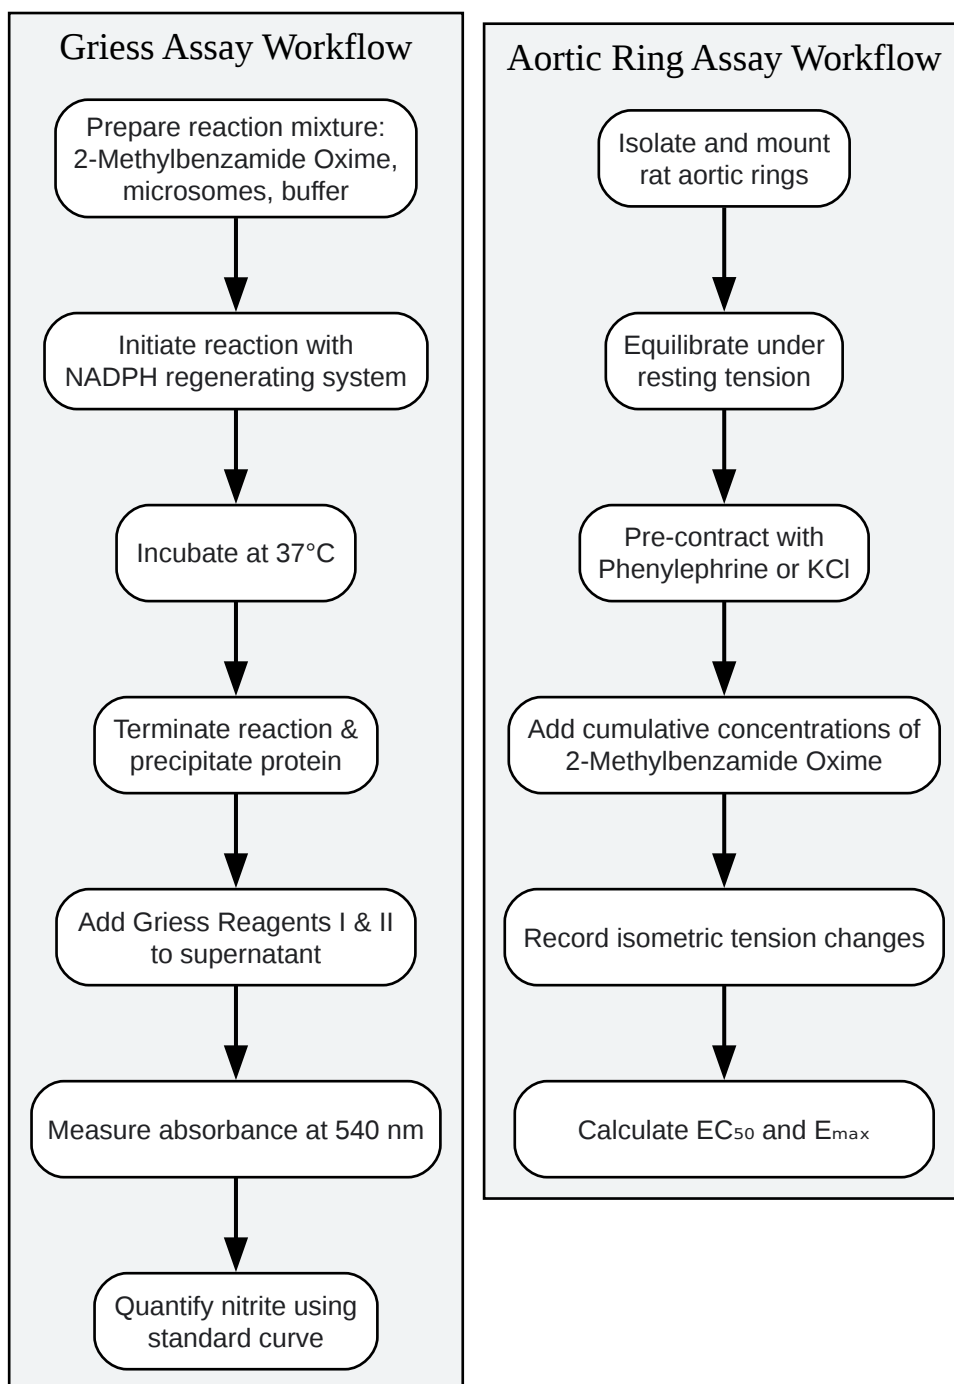 Griess Assay Workflow
Prepare reaction mixture:
2-Methylbenzamide Oxime,
microsomes, buffer
Initiate reaction with
NADPH regenerating system
Incubate at 37°C
Terminate reaction &
precipitate protein
Add Griess Reagents I & II
to supernatant
Measure absorbance at 540 nm
Quantify nitrite using
standard curve
Aortic Ring Assay Workflow
Isolate and mount
rat aortic rings
Equilibrate under
resting tension
Pre-contract with
Phenylephrine or KCl
Add cumulative concentrations of
2-Methylbenzamide Oxime
Record isometric tension changes
Calculate EC₅₀ and Eₘₐₓ